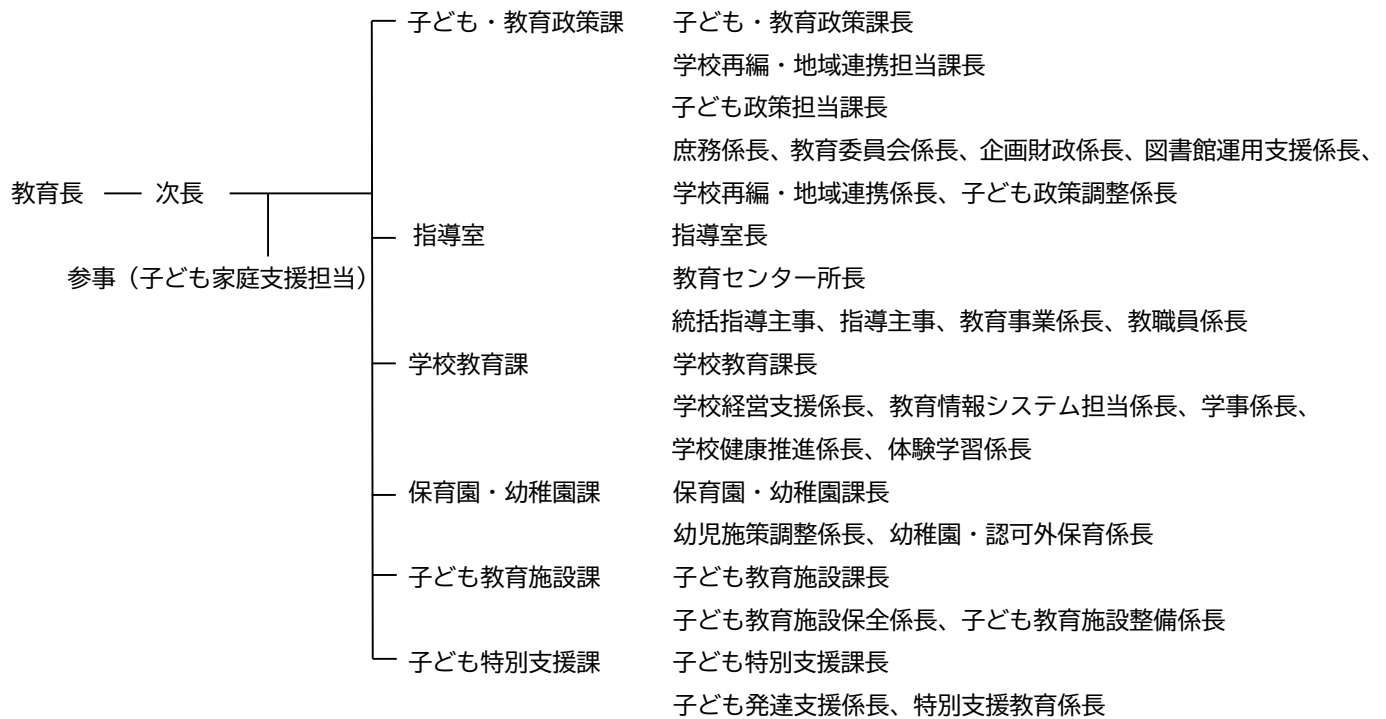 子ども・教育政策課 子ども・教育政策課長
学校再編・地域連携担当課長
子ども政策担当課長
庶務係長、教育委員会係長、企画財政係長、図書館運用支援係長、
教育長 次長 学校再編・地域連携係長、子ども政策調整係長
指導室 指導室長
参事（子ども家庭支援担当） 教育センター所長
統括指導主事、指導主事、教育事業係長、教職員係長
学校教育課 学校教育課長
学校経営支援係長、教育情報システム担当係長、学事係長、
学校健康推進係長、体験学習係長
保育園・幼稚園課 保育園・幼稚園課長
幼児施策調整係長、幼稚園・認可外保育係長
子ども教育施設課 子ども教育施設課長
子ども教育施設保全係長、子ども教育施設整備係長
子ども特別支援課 子ども特別支援課長
子ども発達支援係長、特別支援教育係長